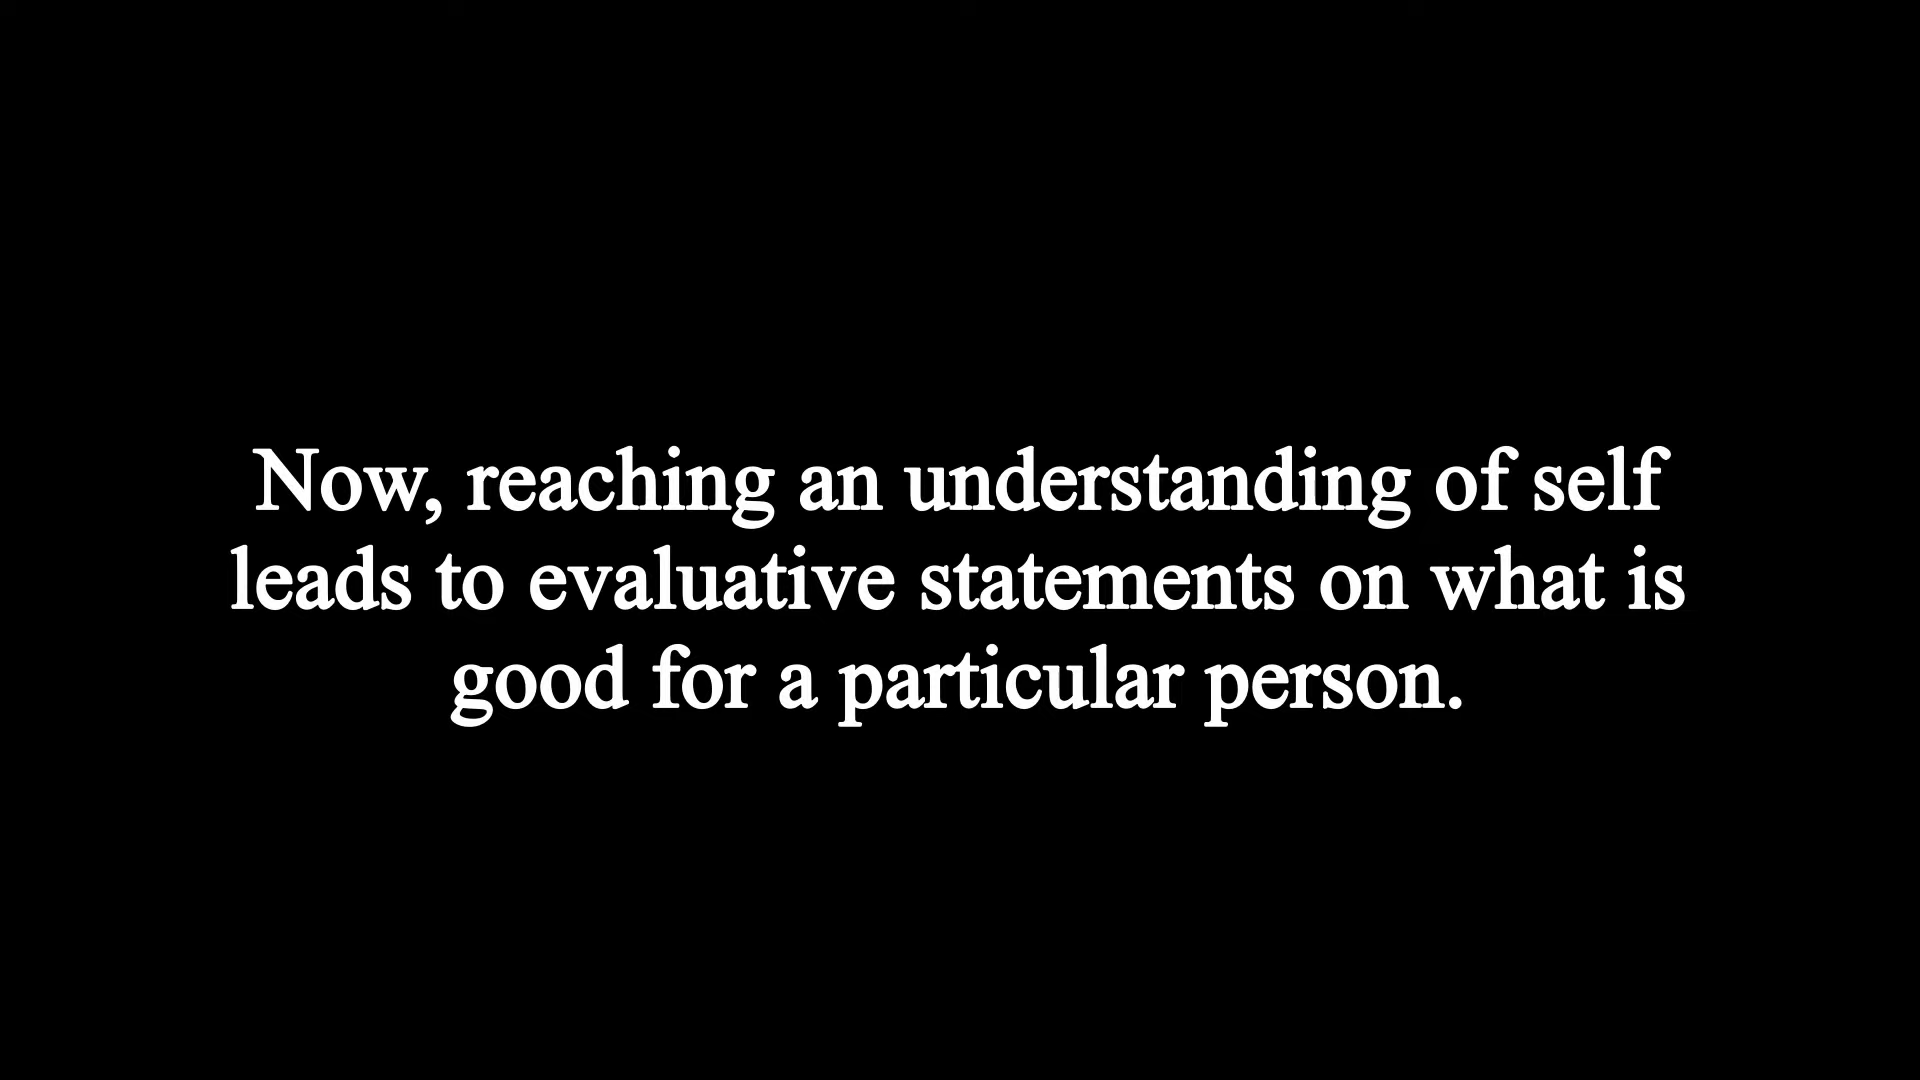 Now, reaching an understanding of self
leads to evaluative statements on what is
good for a particular person.